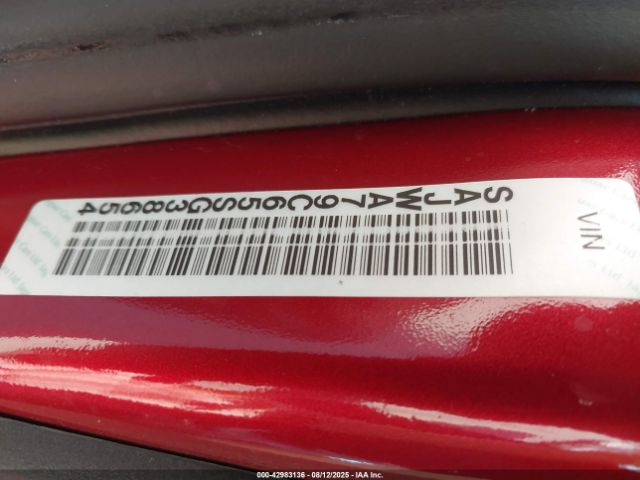 VIN
SAJWA79C65SG38654
000-42983136 - 08/12/2025 - IAA Inc.